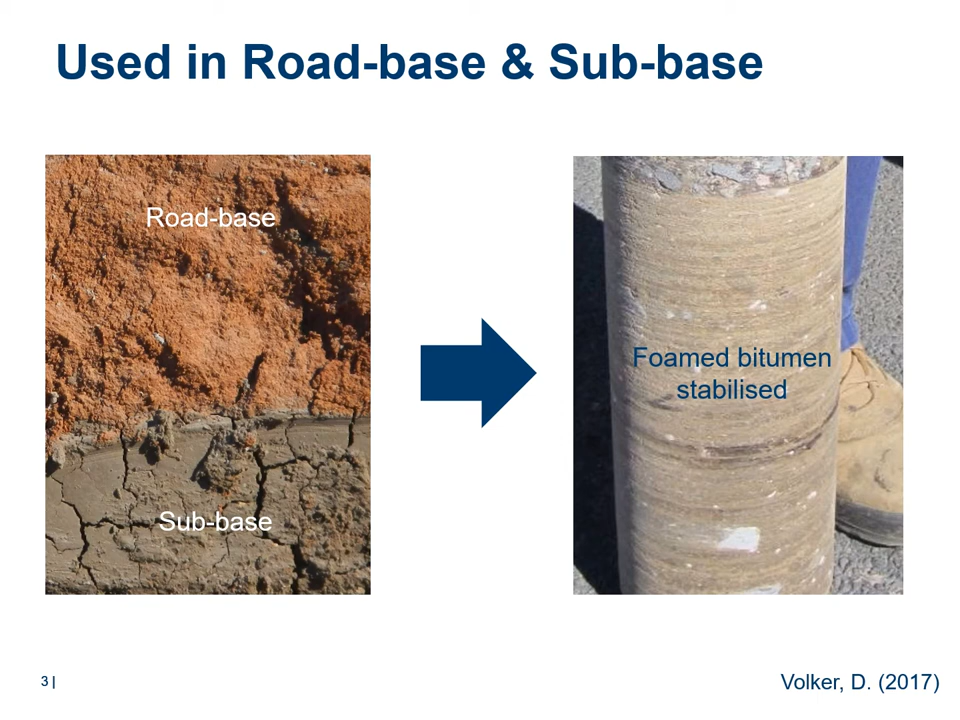 Used in Road-base & Sub-base
Road-base
Sub-base
Foamed bitumen
stabilised
3 |
Volker, D. (2017)